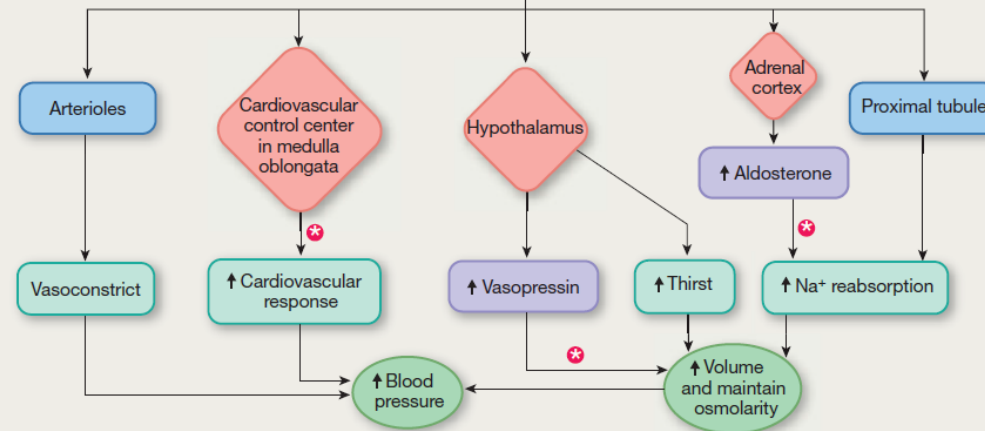 Arterioles
Cardiovascular
control center
in medulla
oblongata
Hypothalamus
Adrenal
cortex
Proximal tubule
↑ Aldosterone
*
*
Vasoconstrict
↑ Cardiovascular
response
↑ Vasopressin
↑ Thirst
↑ Na⁺ reabsorption
*
↑ Blood
pressure
↑ Volume
and maintain
osmolarity